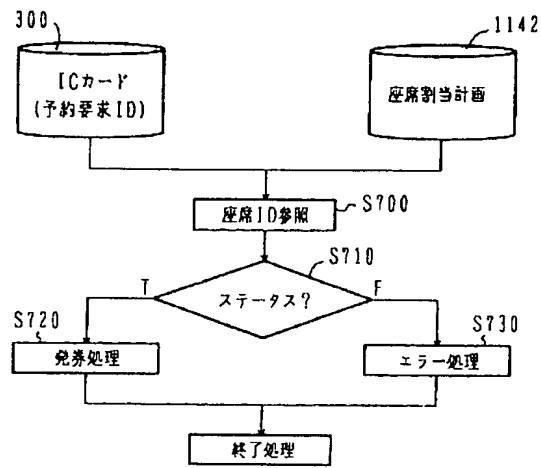 300
1142
ICカード
(予約要求ID)
座席割当計画
座席ID参照
S700
S710
ステータス?
T
F
S720
S730
発券処理
エラー処理
終了処理